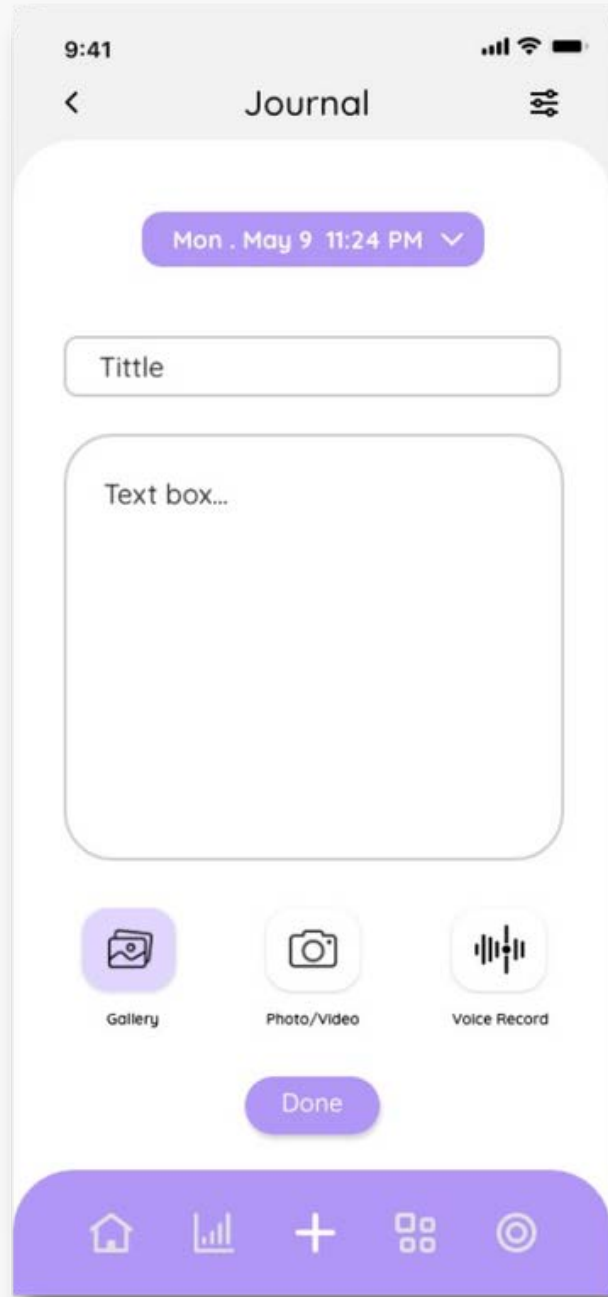 9:41
Journal
Mon . May 9 11:24 PM
Tittle
Text box...
Gallery
Photo/Video
Voice Record
Done